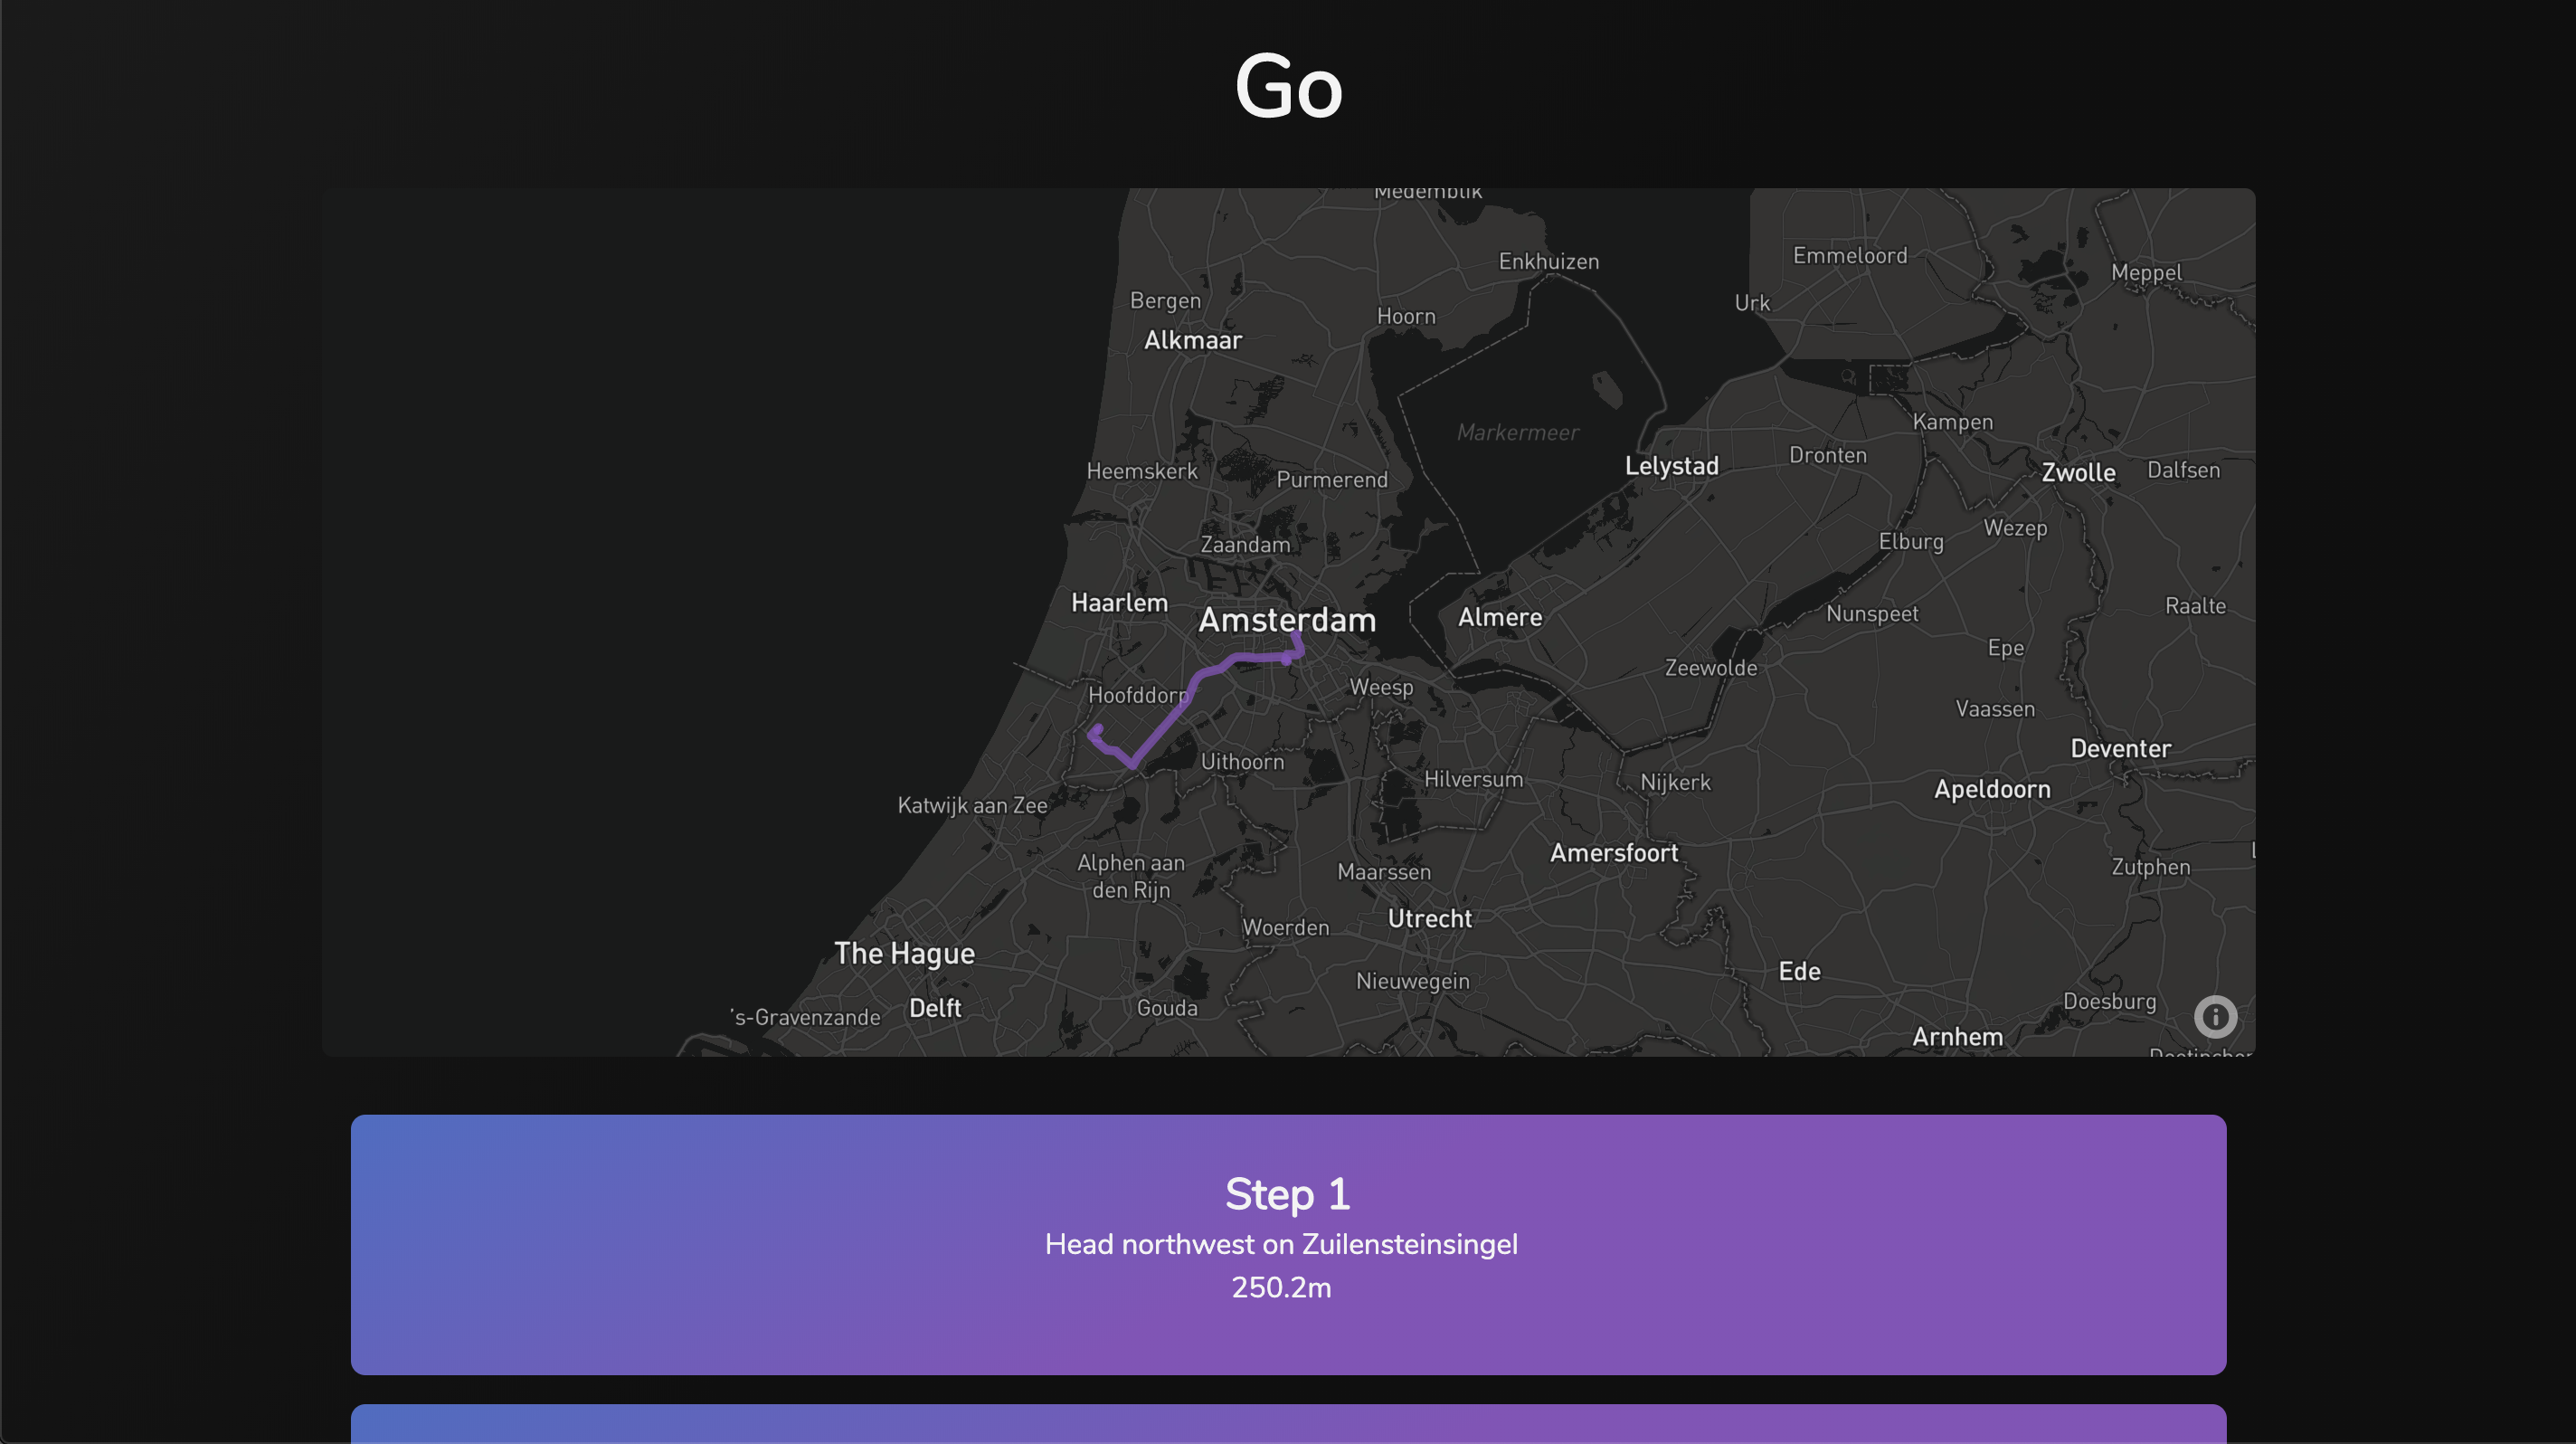 Go
Medemblik
Enkhuizen
Emmeloord
Meppel
Bergen
Hoorn
Urk
Alkmaar
Markermeer
Kampen
Heemskerk
Purmerend
Lelystad
Dronten
Zwolle
Dalfsen
Zaandam
Elburg
Wezep
Haarlem
Amsterdam
Almere
Nunspeet
Raalte
Hoofddorp
Weesp
Zeewolde
Epe
Vaassen
Uithoorn
Hilversum
Nijkerk
Deventer
Katwijk aan Zee
Apeldoorn
Alphen aan
den Rijn
Maarssen
Amersfoort
Zutphen
Woerden
Utrecht
The Hague
Nieuwegein
Ede
's-Gravenzande
Delft
Gouda
Doesburg
Arnhem
Step 1
Head northwest on Zuilensteinsingel
250.2m